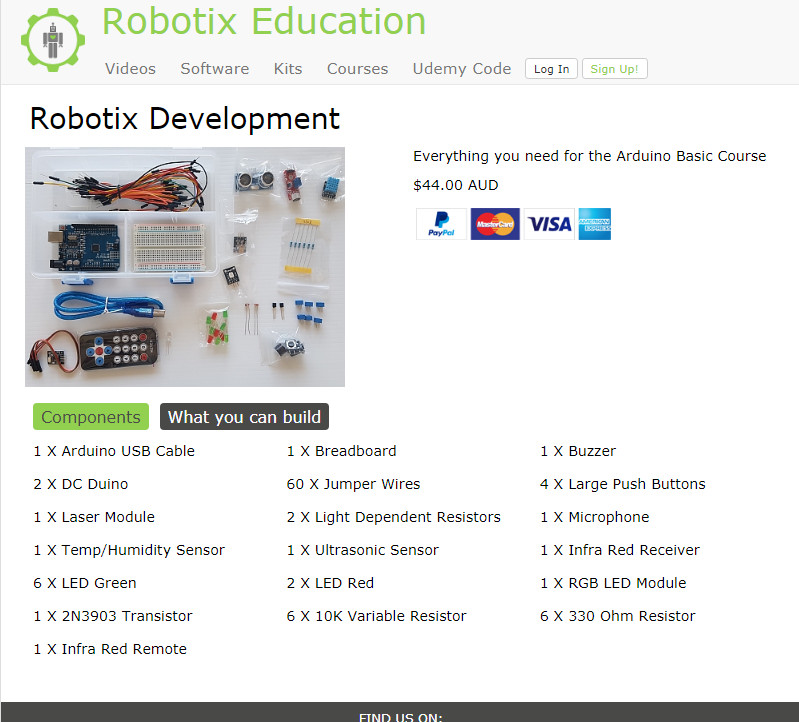 Robotix Education
Videos Software Kits Courses Udemy Code Log In Sign Up!
Robotix Development
Everything you need for the Arduino Basic Course
$44.00 AUD
PayPal MasterCard VISA AMERICAN EXPRESS
Components What you can build
1 X Arduino USB Cable 1 X Breadboard 1 X Buzzer
2 X DC Duino 60 X Jumper Wires 4 X Large Push Buttons
1 X Laser Module 2 X Light Dependent Resistors 1 X Microphone
1 X Temp/Humidity Sensor 1 X Ultrasonic Sensor 1 X Infra Red Receiver
6 X LED Green 2 X LED Red 1 X RGB LED Module
1 X 2N3903 Transistor 6 X 10K Variable Resistor 6 X 330 Ohm Resistor
1 X Infra Red Remote
FIND US ON: